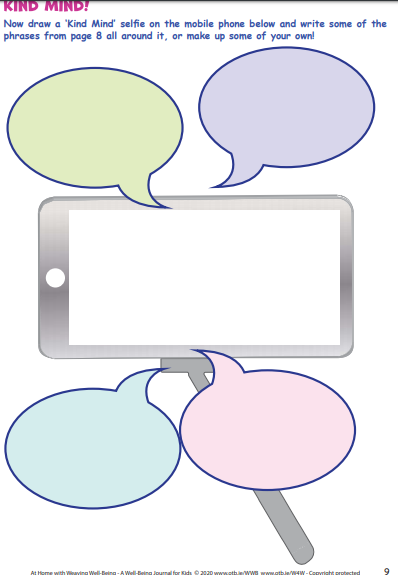 KIND MIND!
Now draw a 'Kind Mind' selfie on the mobile phone below and write some of the
phrases from page 8 all around it, or make up some of your own!
At Home with Weaving Well-Being - A Well-Being Journal for Kids © 2020 www.otb.ie/WWB www.otb.ie/W4W - Copyright protected
9